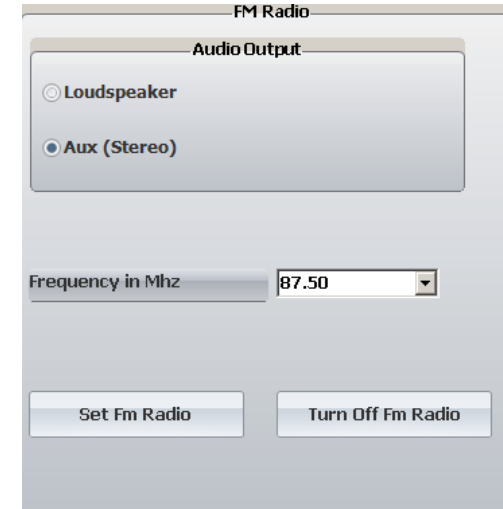 FM Radio
Audio Output
Loudspeaker
Aux (Stereo)
Frequency in Mhz 87.50
Set Fm Radio Turn Off Fm Radio